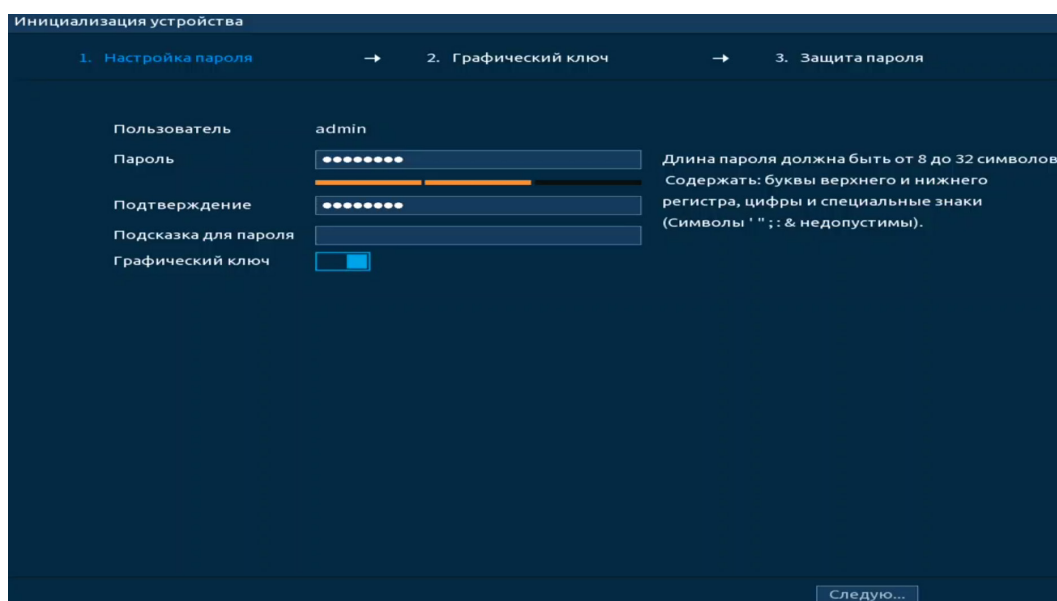 Инициализация устройства
1. Настройка пароля → 2. Графический ключ → 3. Защита пароля
Пользователь admin
Пароль ●●●●●●●● Длина пароля должна быть от 8 до 32 символов
Содержать: буквы верхнего и нижнего
Подтверждение ●●●●●●●● регистра, цифры и специальные знаки
(Символы ' " ; : & недопустимы).
Подсказка для пароля
Графический ключ
Следую...